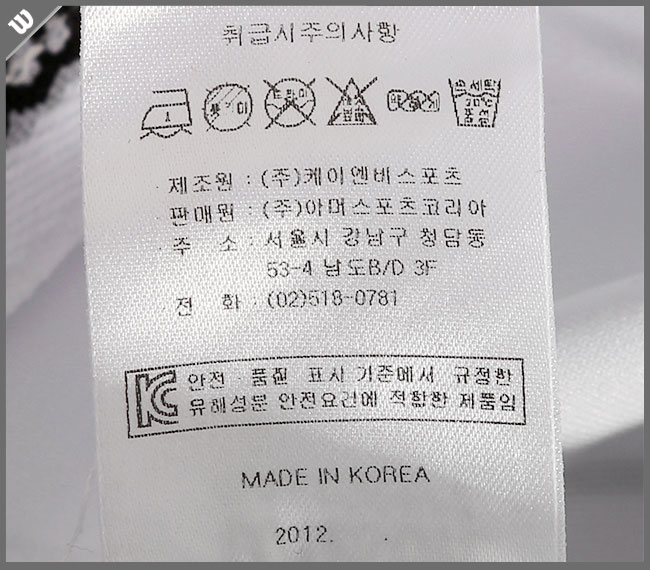 W
취급시주의사항
제조원 : (주)케이엔비스포츠
판매원 : (주)아머스포츠코리아
주 소 : 서울시 강남구 청담동
53-4 남도B/D 3F
전 화 : (02)518-0781
안전·품질 표시 기준에서 규정한
유해성분 안전요건에 적합한 제품임
MADE IN KOREA
2012.